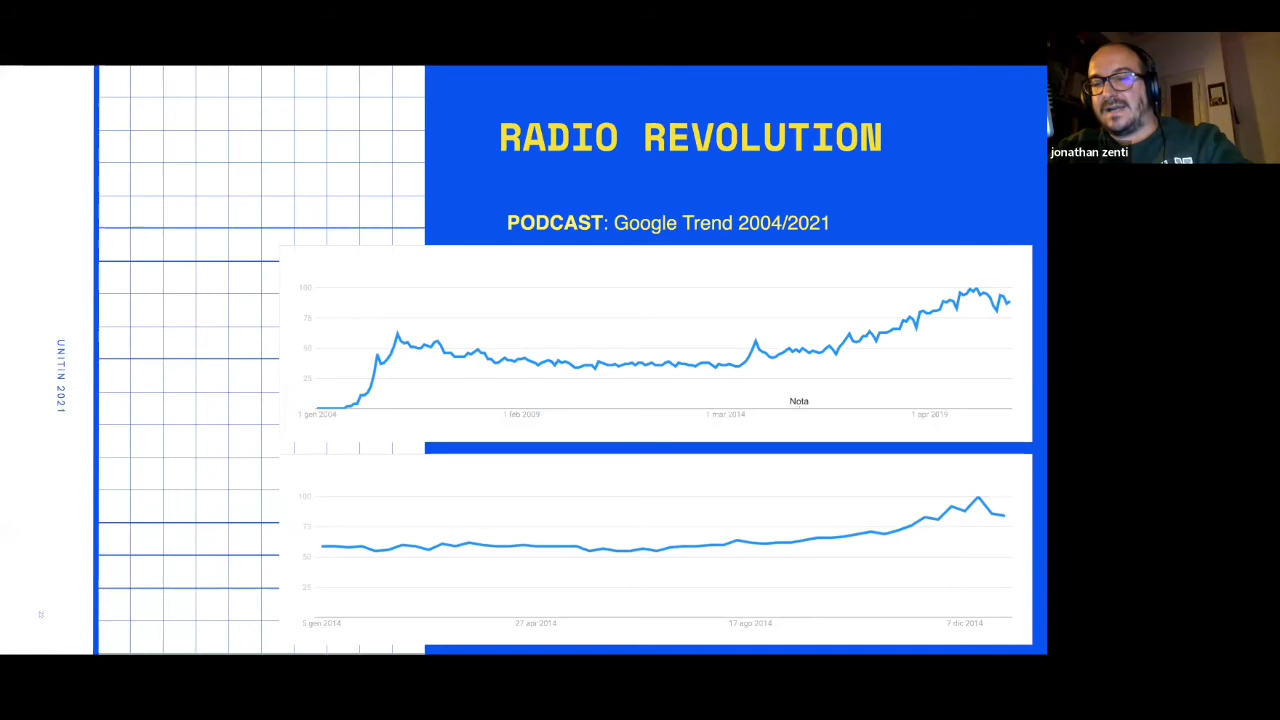 RADIO REVOLUTION
PODCAST: Google Trend 2004/2021
jonathan zenti
UNITIN 2021
100
75
50
25
Nota
1 gen 2004
1 feb 2009
1 mar 2014
1 apr 2019
100
75
50
25
5 gen 2014
27 apr 2014
17 ago 2014
7 dic 2014